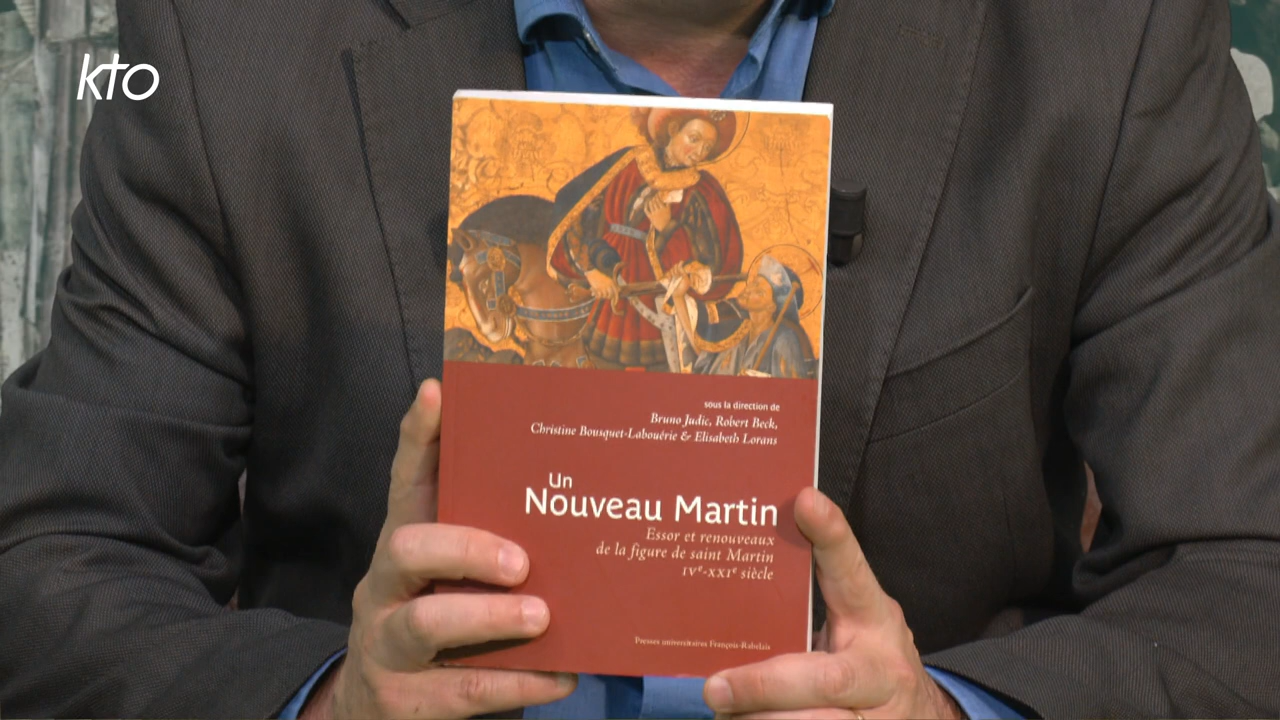 kto
sous la direction de
Bruno Judic, Robert Beck,
Christine Bousquet-Labouérie & Elisabeth Lorans
Un
Nouveau Martin
Essor et renouveaux
de la figure de saint Martin
IVe-XXIe siècle
Presses universitaires François-Rabelais